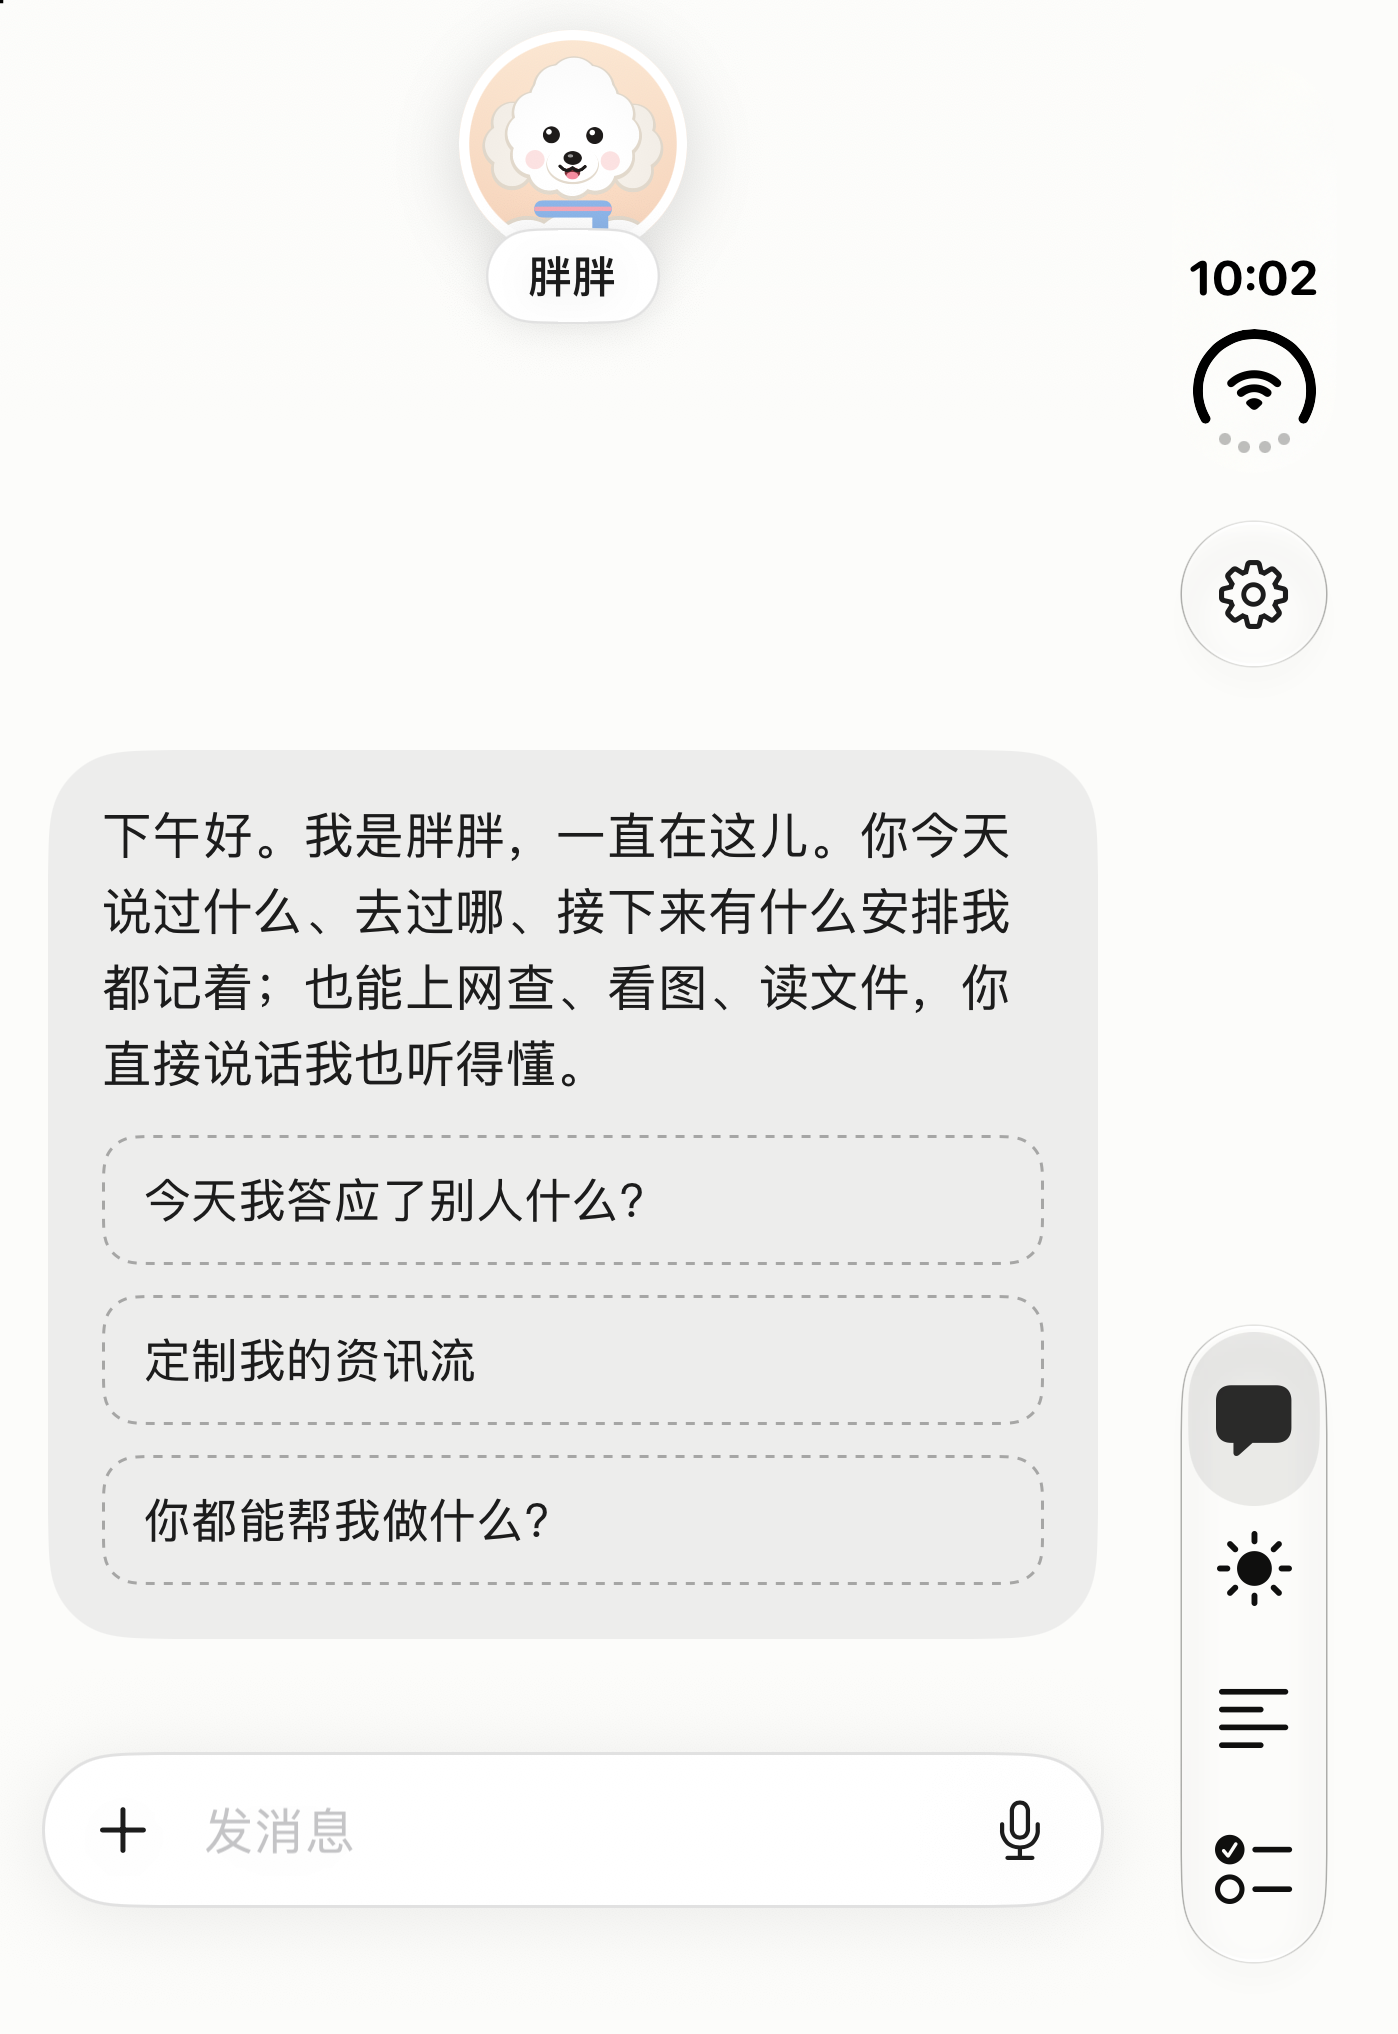 胖胖
10:02
下午好。我是胖胖，一直在这儿。你今天
说过什么、去过哪、接下来有什么安排我
都记着；也能上网查、看图、读文件，你
直接说话我也听得懂。
今天我答应了别人什么?
定制我的资讯流
你都能帮我做什么?
发消息